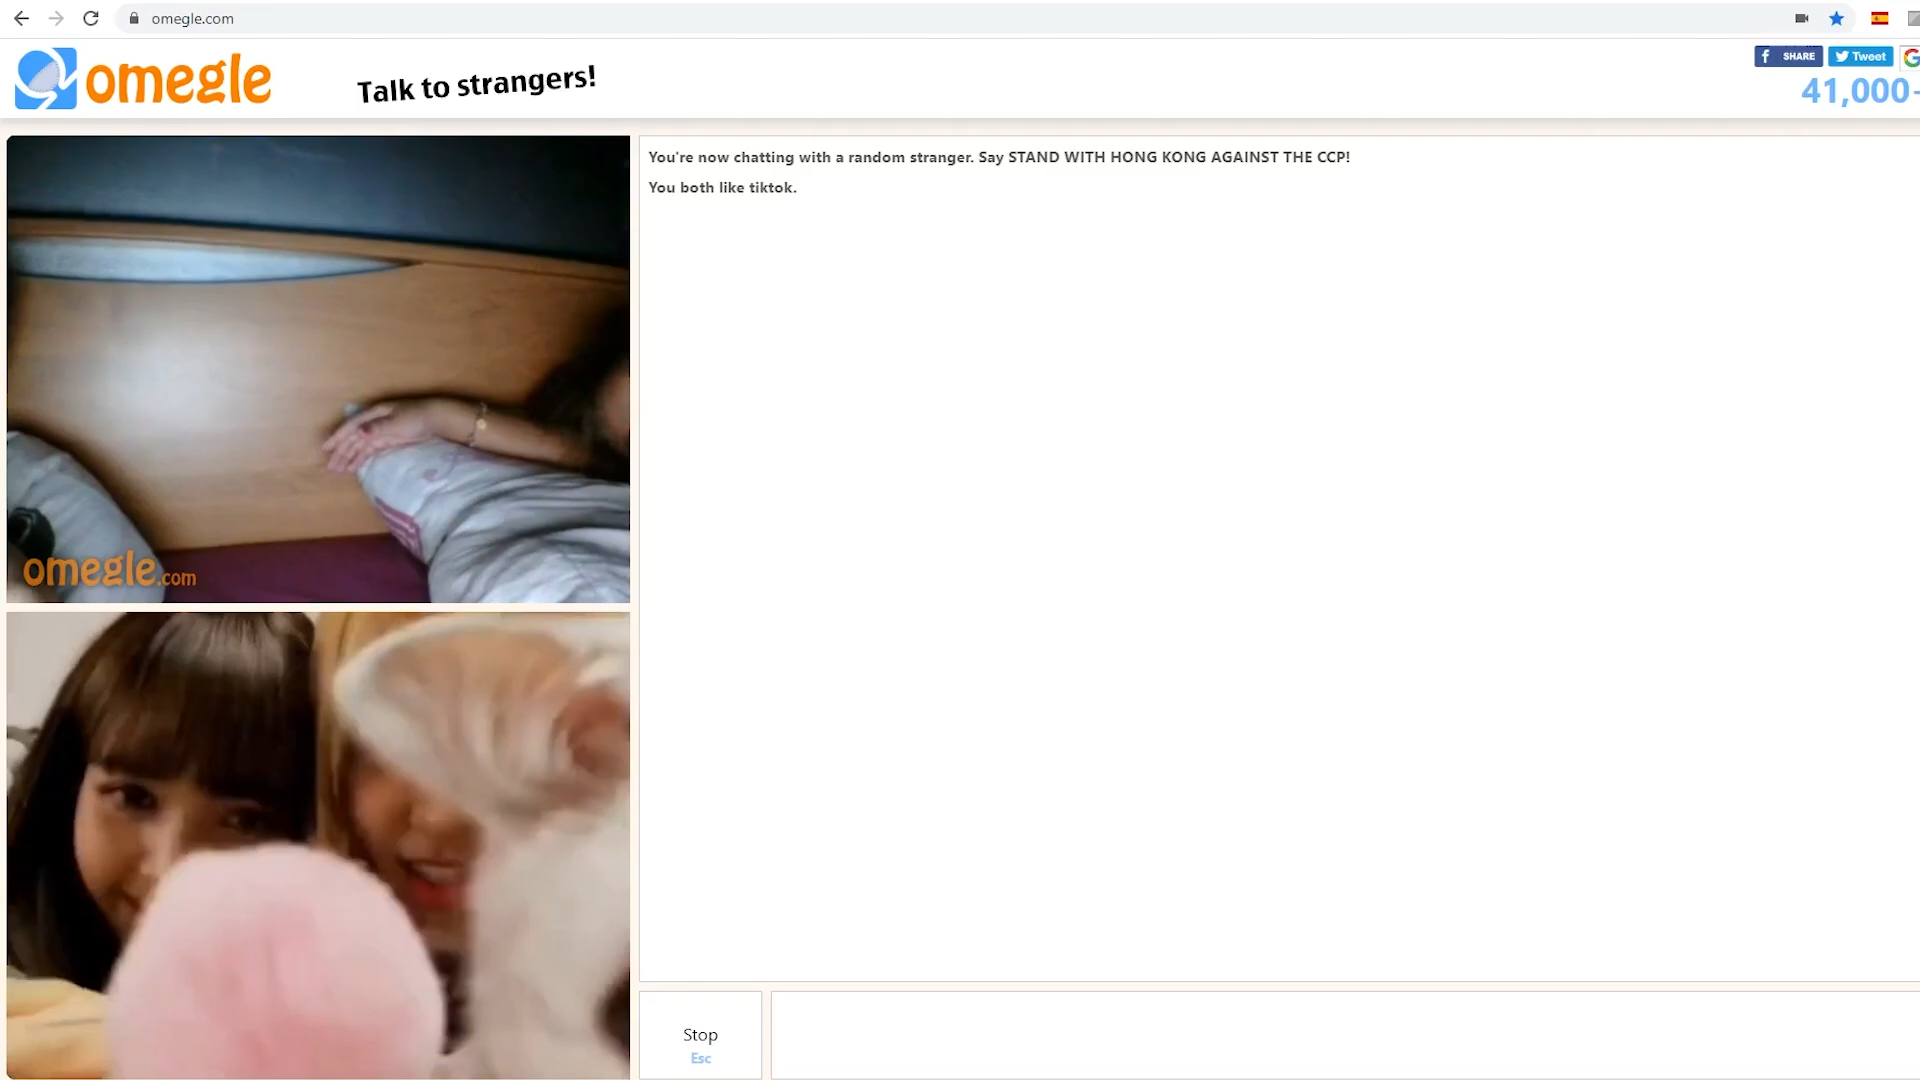 omegle.com
omegle
Talk to strangers!
SHARE
Tweet
41,000
You're now chatting with a random stranger. Say STAND WITH HONG KONG AGAINST THE CCP!
You both like tiktok.
omegle.com
Stop
Esc